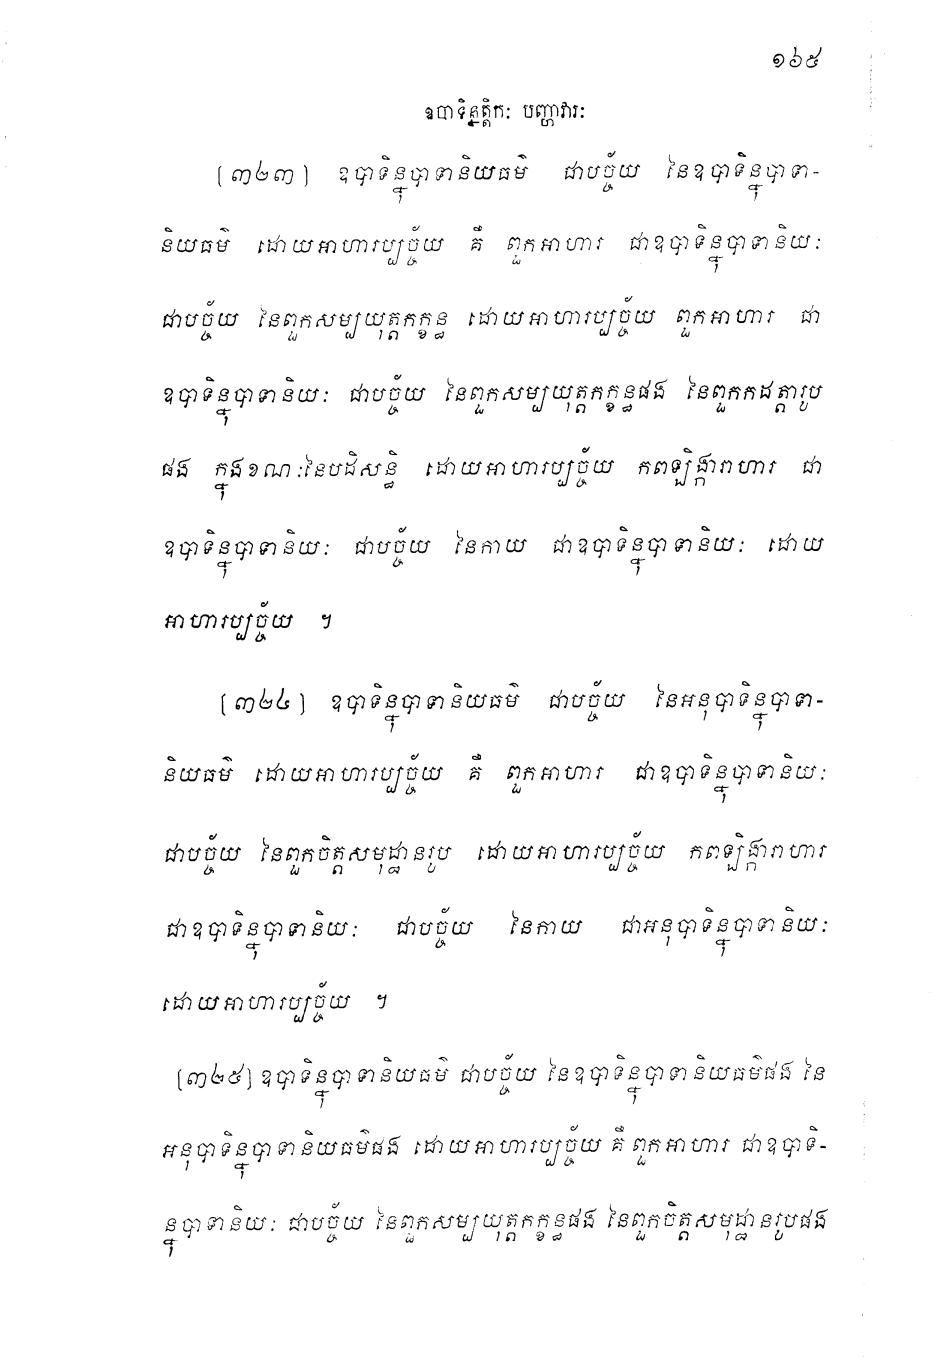 ១៦៥
ឧបាទិន្នត្តិកៈ បញ្ហាវារៈ
(៣២៣) ឧបាទិន្នុបាទានិយធម៌ ជាបច្ច័យ នៃឧបាទិន្នុបាទា-
និយធម៌ ដោយអាហារប្បច្ច័យ គឺ ពួកអាហារ ជាឧបាទិន្នុបាទានិយៈ
ជាបច្ច័យ នៃពួកសម្បយុត្តកក្ខន្ធ ដោយអាហារប្បច្ច័យ ពួកអាហារ ជា
ឧបាទិន្នុបាទានិយៈ ជាបច្ច័យ នៃពួកសម្បយុត្តកក្ខន្ធផង នៃពួកកដត្តារូប
ផង ក្នុងខណៈនៃបដិសន្ធិ ដោយអាហារប្បច្ច័យ កពឡិង្ការាហារ ជា
ឧបាទិន្នុបាទានិយៈ ជាបច្ច័យ នៃកាយ ជាឧបាទិន្នុបាទានិយៈ ដោយ
អាហារប្បច្ច័យ ។
(៣២៤) ឧបាទិន្នុបាទានិយធម៌ ជាបច្ច័យ នៃអនុបាទិន្នុបាទា-
និយធម៌ ដោយអាហារប្បច្ច័យ គឺ ពួកអាហារ ជាឧបាទិន្នុបាទានិយៈ
ជាបច្ច័យ នៃពួកចិត្តសមុដ្ឋានរូប ដោយអាហារប្បច្ច័យ កពឡិង្ការាហារ
ជាឧបាទិន្នុបាទានិយៈ ជាបច្ច័យ នៃកាយ ជាអនុបាទិន្នុបាទានិយៈ
ដោយអាហារប្បច្ច័យ ។
(៣២៥) ឧបាទិន្នុបាទានិយធម៌ ជាបច្ច័យ នៃឧបាទិន្នុបាទានិយធម៌ផង នៃ
អនុបាទិន្នុបាទានិយធម៌ផង ដោយអាហារប្បច្ច័យ គឺ ពួកអាហារ ជាឧបាទិ-
ន្នុបាទានិយៈ ជាបច្ច័យ នៃពួកសម្បយុត្តកក្ខន្ធផង នៃពួកចិត្តសមុដ្ឋានរូបផង